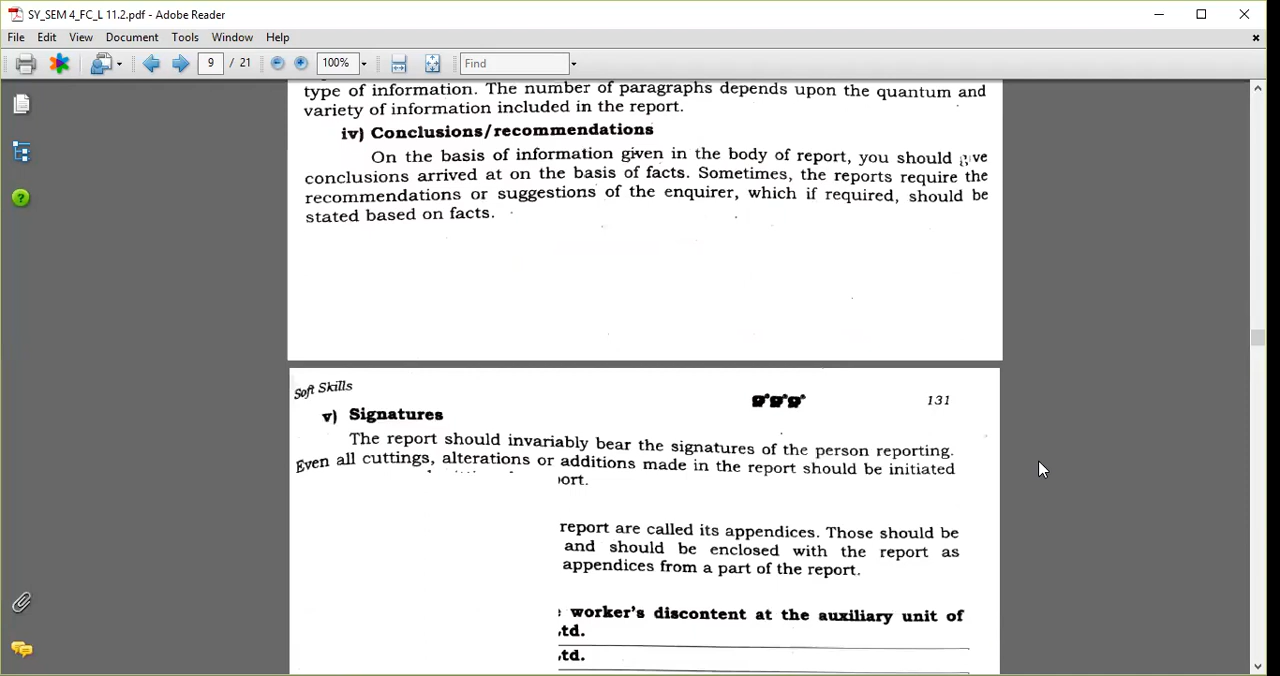 SY_SEM 4_FC_L 11.2.pdf - Adobe Reader
File Edit View Document Tools Window Help
9 / 21 100% Find
type of information. The number of paragraphs depends upon the quantum and
variety of information included in the report.
iv) Conclusions/recommendations
On the basis of information given in the body of report, you should give
conclusions arrived at on the basis of facts. Sometimes, the reports require the
recommendations or suggestions of the enquirer, which if required, should be
stated based on facts.
Soft Skills 131
v) Signatures
The report should invariably bear the signatures of the person reporting.
Even all cuttings, alterations or additions made in the report should be initiated
report are called its appendices. Those should be
and should be enclosed with the report as
appendices from a part of the report.
worker's discontent at the auxiliary unit of
td.
td.